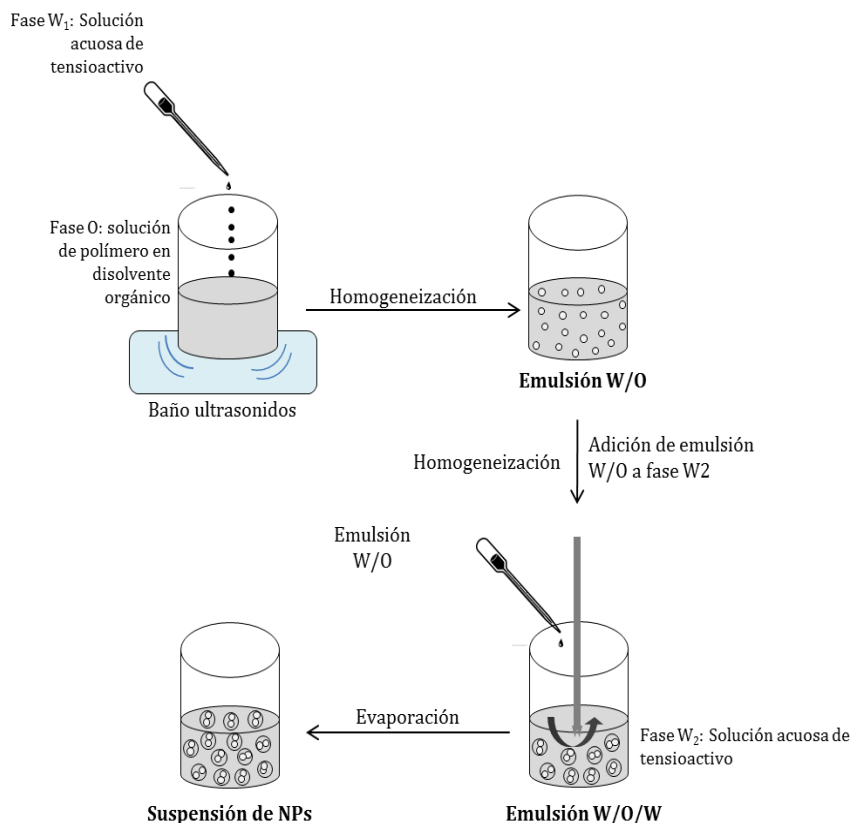 Fase W₁: Solución
acuosa de
tensioactivo
Fase O: solución
de polímero en
disolvente
orgánico
Baño ultrasonidos
Homogeneización
Emulsión W/O
Homogeneización
Adición de emulsión
W/O a fase W2
Emulsión
W/O
Fase W₂: Solución acuosa de
tensioactivo
Emulsión W/O/W
Evaporación
Suspensión de NPs